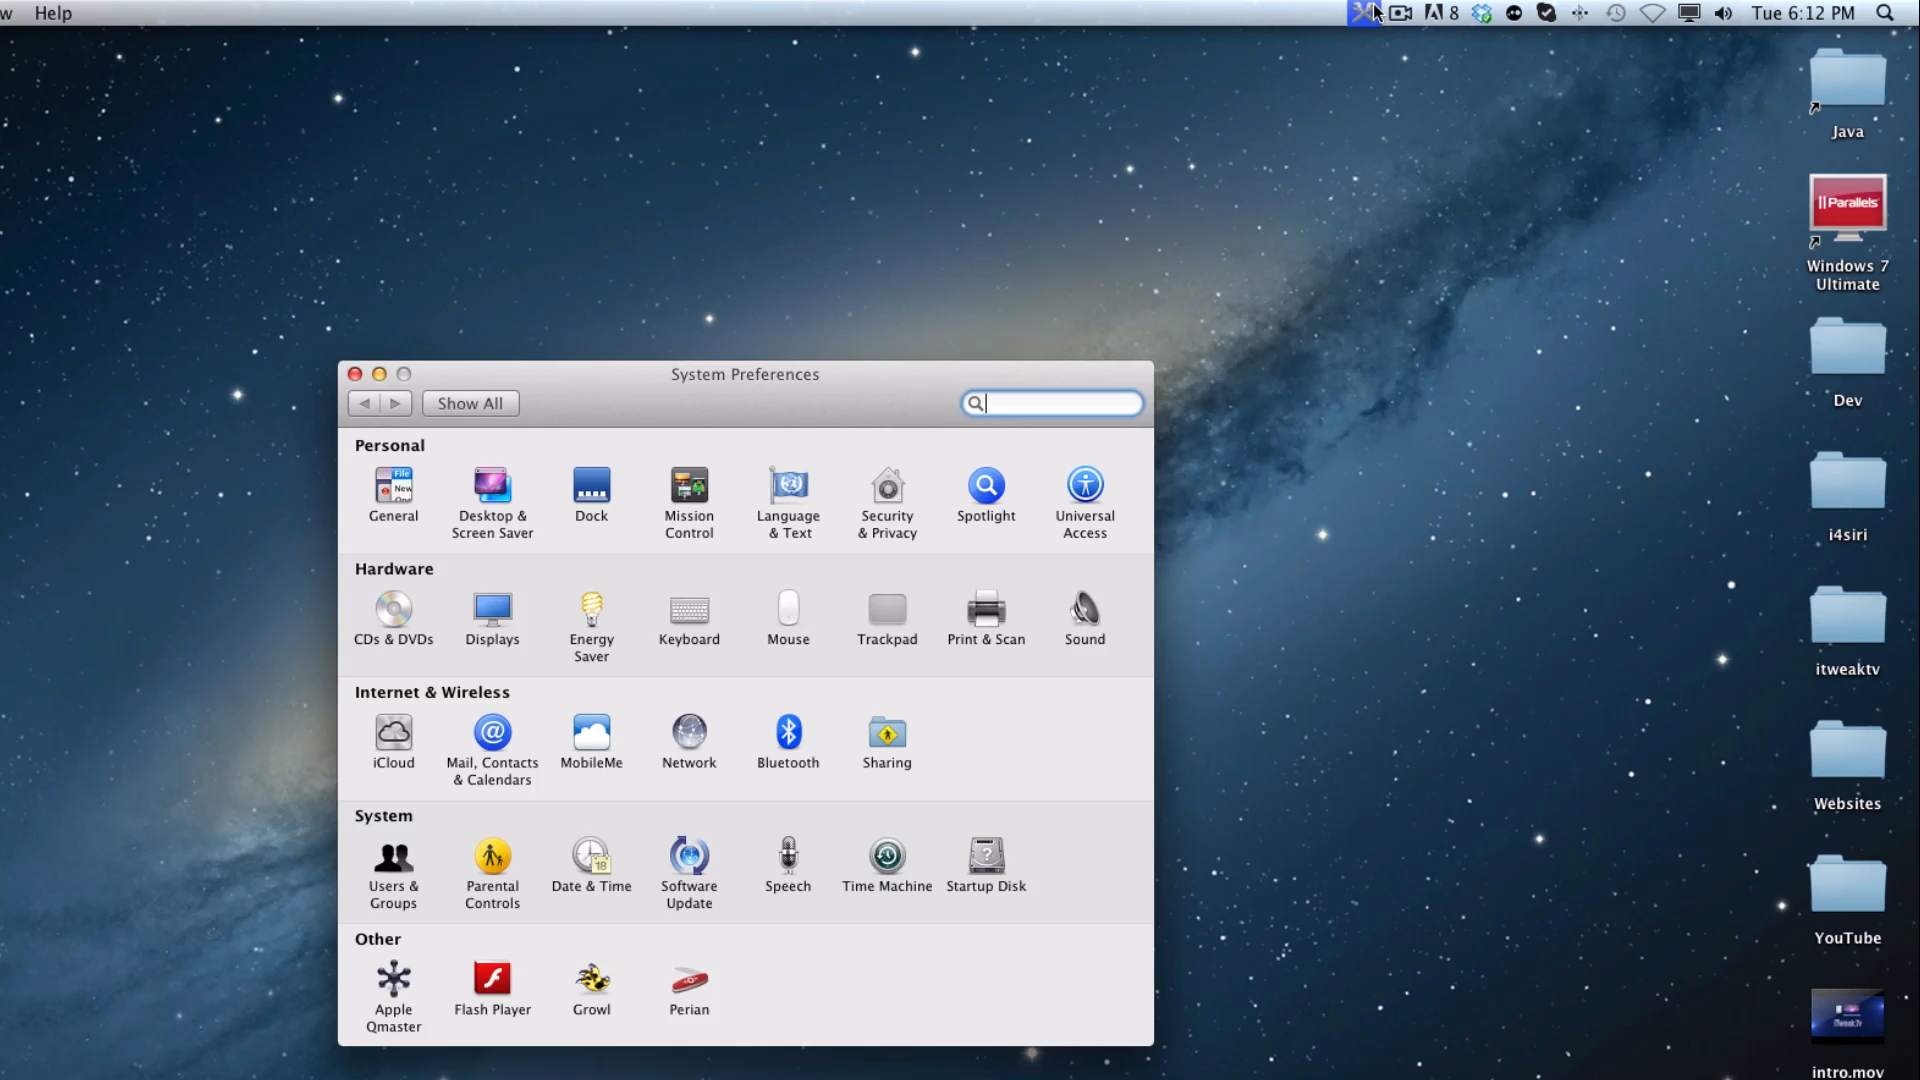 w Help 8 Tue 6:12 PM
Java
Parallels
Windows 7
Ultimate
Dev
i4siri
itweaktv
Websites
YouTube
intro.mov
System Preferences
Show All
Personal
General
Desktop &
Screen Saver
Dock
Mission
Control
Language
& Text
Security
& Privacy
Spotlight
Universal
Access
Hardware
CDs & DVDs
Displays
Energy
Saver
Keyboard
Mouse
Trackpad
Print & Scan
Sound
Internet & Wireless
iCloud
Mail, Contacts
& Calendars
MobileMe
Network
Bluetooth
Sharing
System
Users &
Groups
Parental
Controls
18
Date & Time
Software
Update
Speech
Time Machine
?
Startup Disk
Other
Apple
Qmaster
Flash Player
Growl
Perian